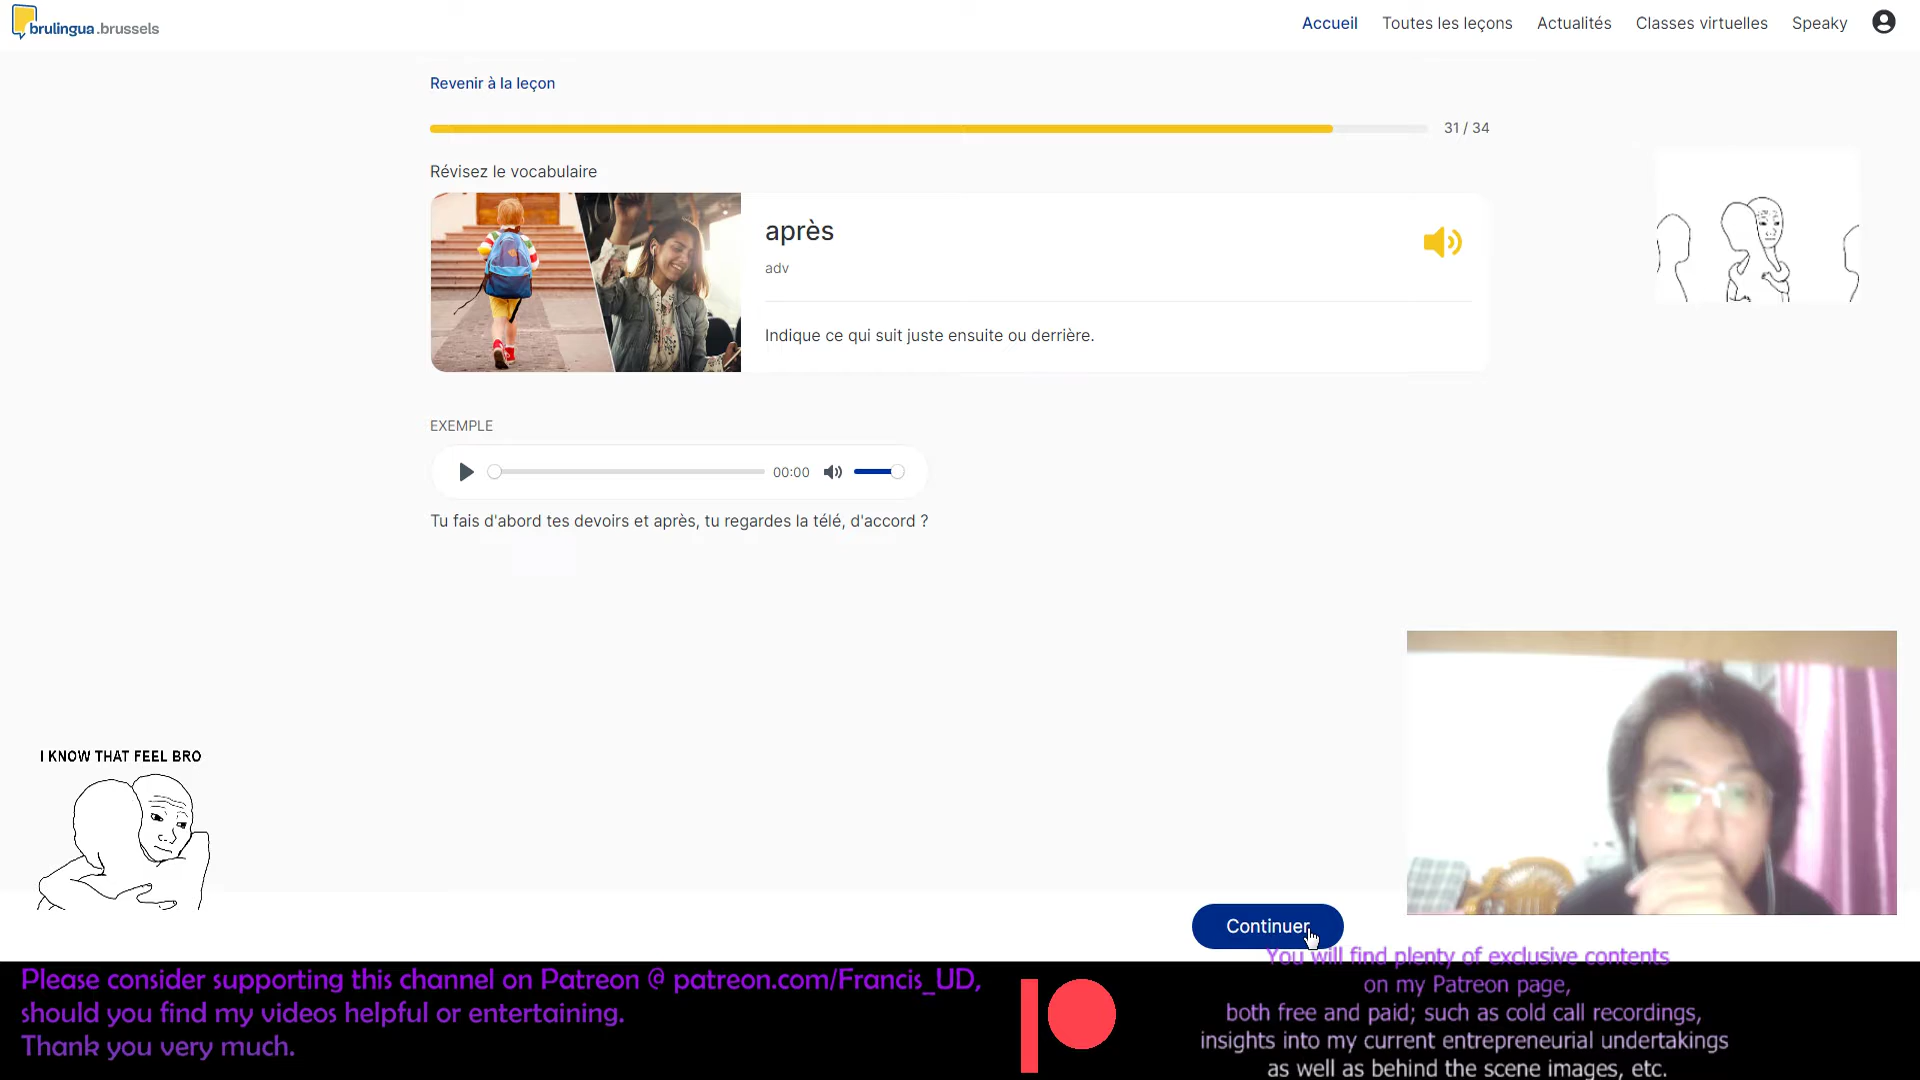 brulingua.brussels
Accueil
Toutes les leçons
Actualités
Classes virtuelles
Speaky
Revenir à la leçon
31 / 34
Révisez le vocabulaire
après
adv
Indique ce qui suit juste ensuite ou derrière.
EXEMPLE
00:00
Tu fais d'abord tes devoirs et après, tu regardes la télé, d'accord ?
I KNOW THAT FEEL BRO
Continuer
Please consider supporting this channel on Patreon @ patreon.com/Francis_UD,
should you find my videos helpful or entertaining.
Thank you very much.
You will find plenty of exclusive contents
on my Patreon page,
both free and paid; such as cold call recordings,
insights into my current entrepreneurial undertakings
as well as behind the scene images, etc.